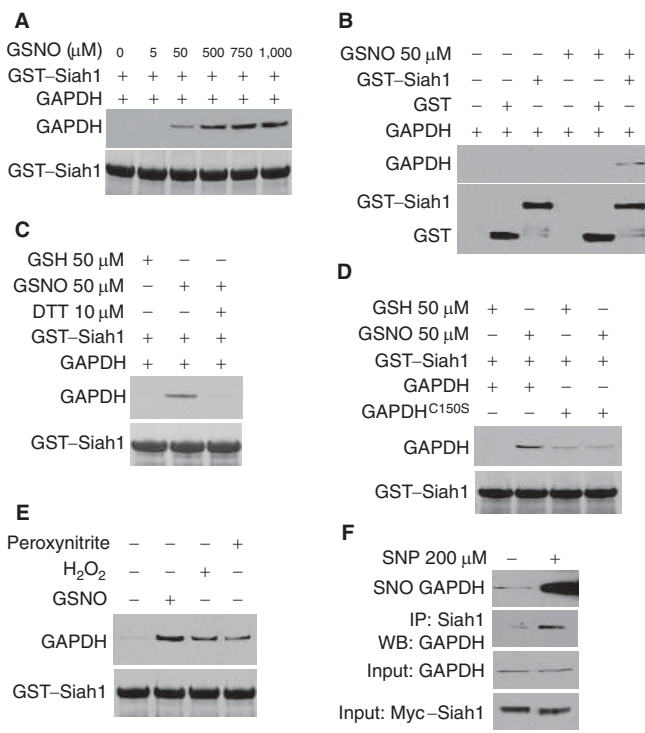 A
GSNO (μM) 0 5 50 500 750 1,000
GST–Siah1 + + + + + +
GAPDH + + + + + +
GAPDH
GST–Siah1
B
GSNO 50 μM – – – + + +
GST–Siah1 – – + – – +
GST – + – – + –
GAPDH + + + + + +
GAPDH
GST–Siah1
GST
C
GSH 50 μM + – –
GSNO 50 μM – + +
DTT 10 μM – – +
GST–Siah1 + + +
GAPDH + + +
GAPDH
GST–Siah1
D
GSH 50 μM + – + –
GSNO 50 μM – + – +
GST–Siah1 + + + +
GAPDH + + – –
GAPDH^C150S – – + +
GAPDH
GST–Siah1
E
Peroxynitrite – – – +
H₂O₂ – – + –
GSNO – + – –
GAPDH
GST–Siah1
F
SNP 200 μM – +
SNO GAPDH
IP: Siah1
WB: GAPDH
Input: GAPDH
Input: Myc–Siah1